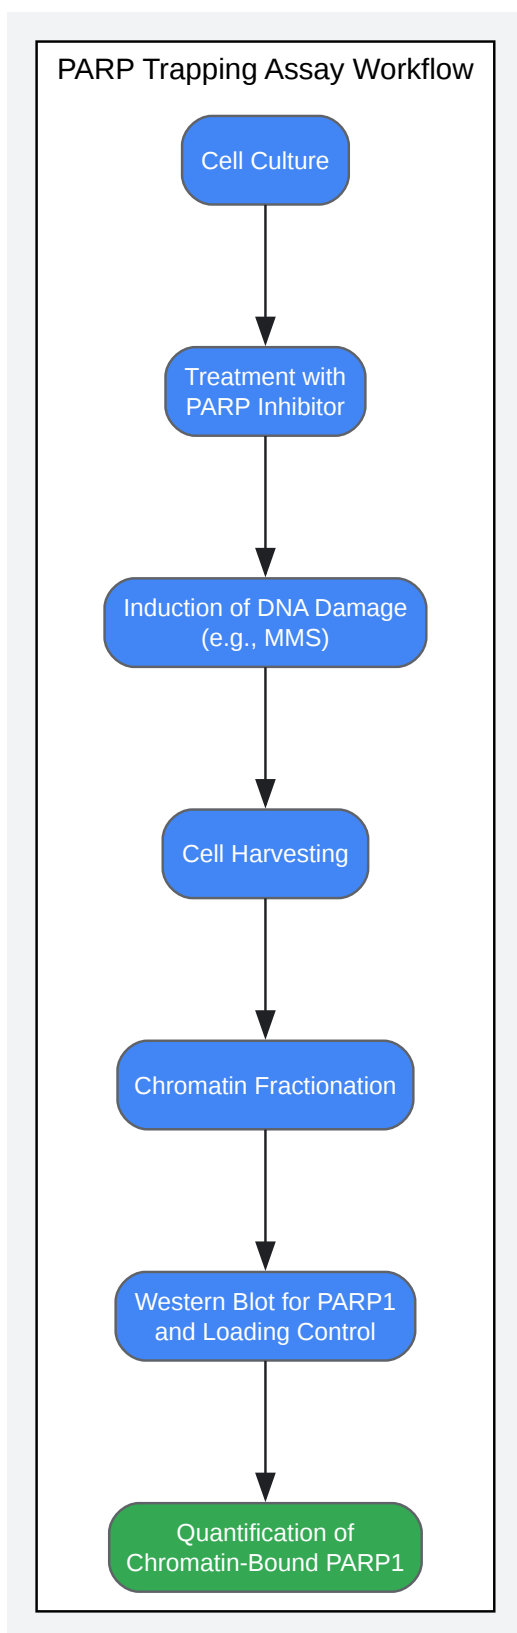 PARP Trapping Assay Workflow
Cell Culture
Treatment with
PARP Inhibitor
Induction of DNA Damage
(e.g., MMS)
Cell Harvesting
Chromatin Fractionation
Western Blot for PARP1
and Loading Control
Quantification of
Chromatin-Bound PARP1